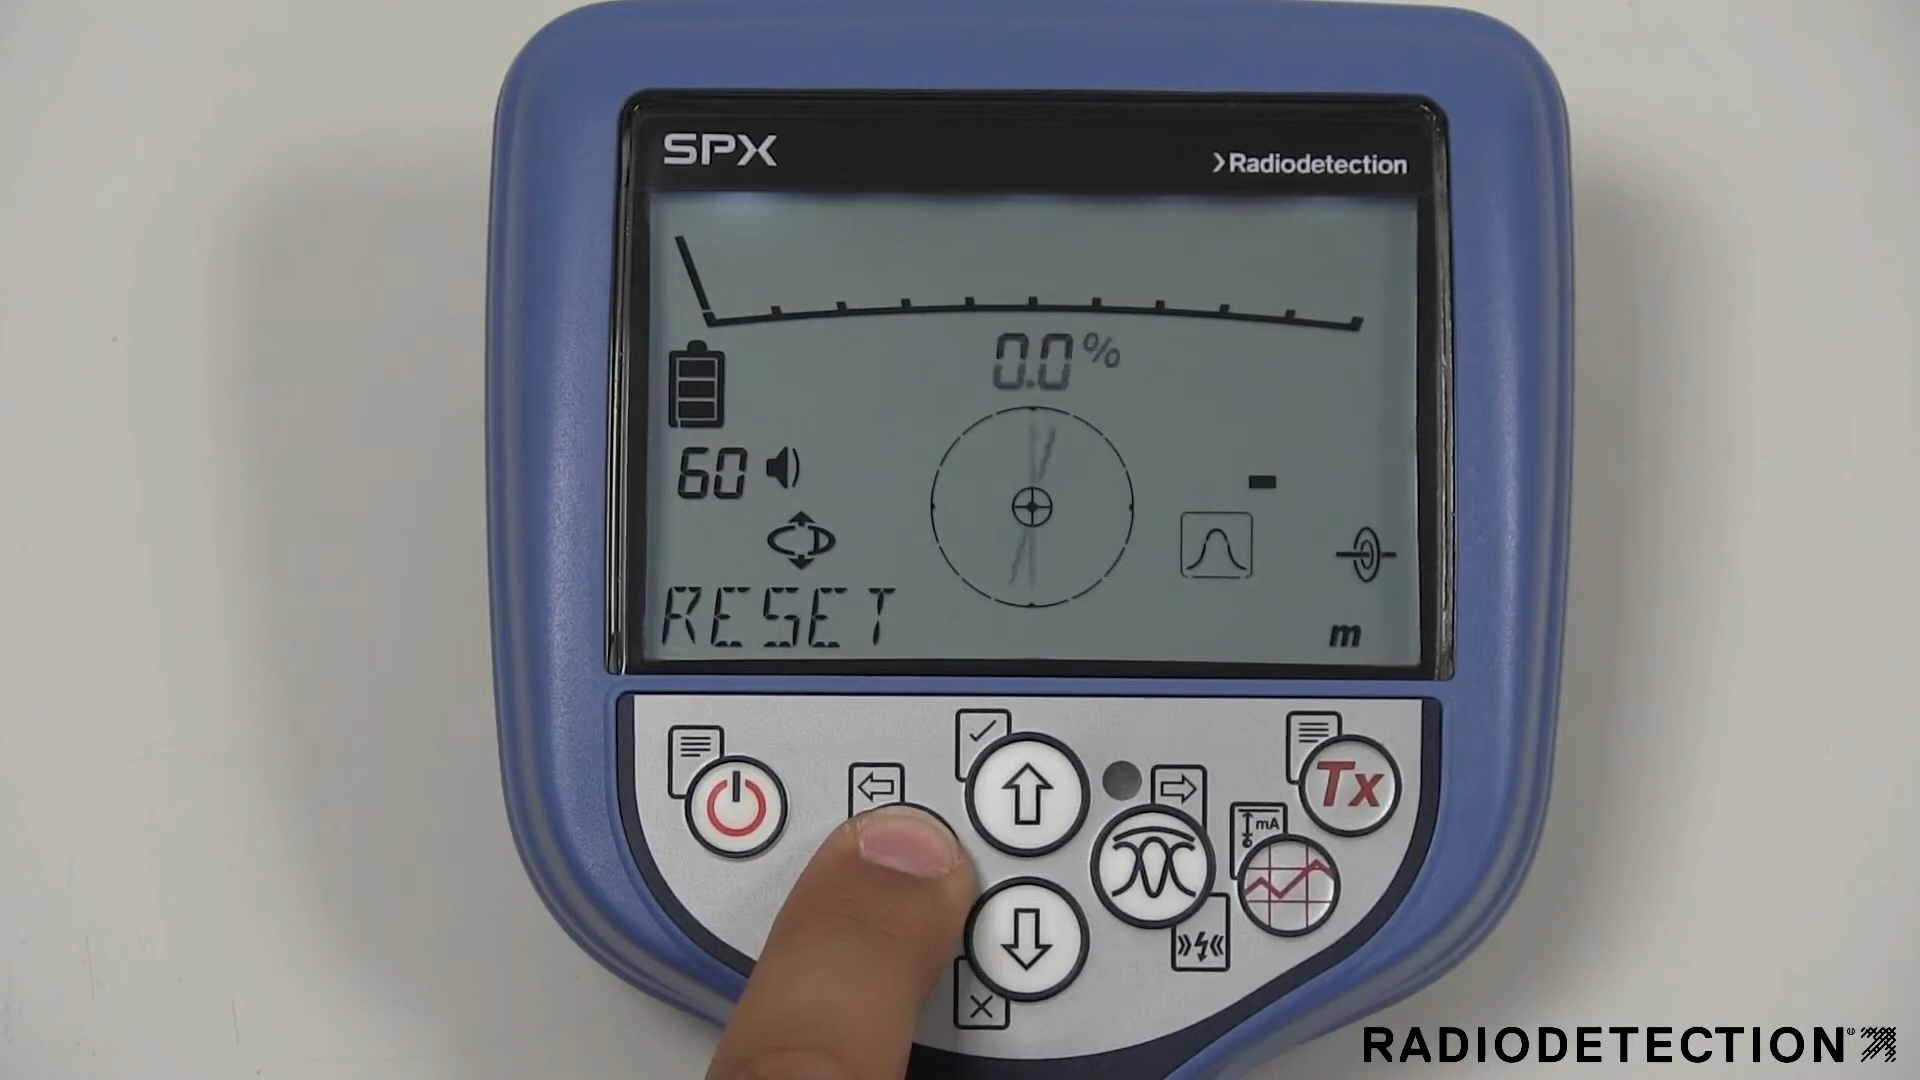 SPX
Radiodetection
0.0%
60
RESET
m
Tx
mA
RADIODETECTION®